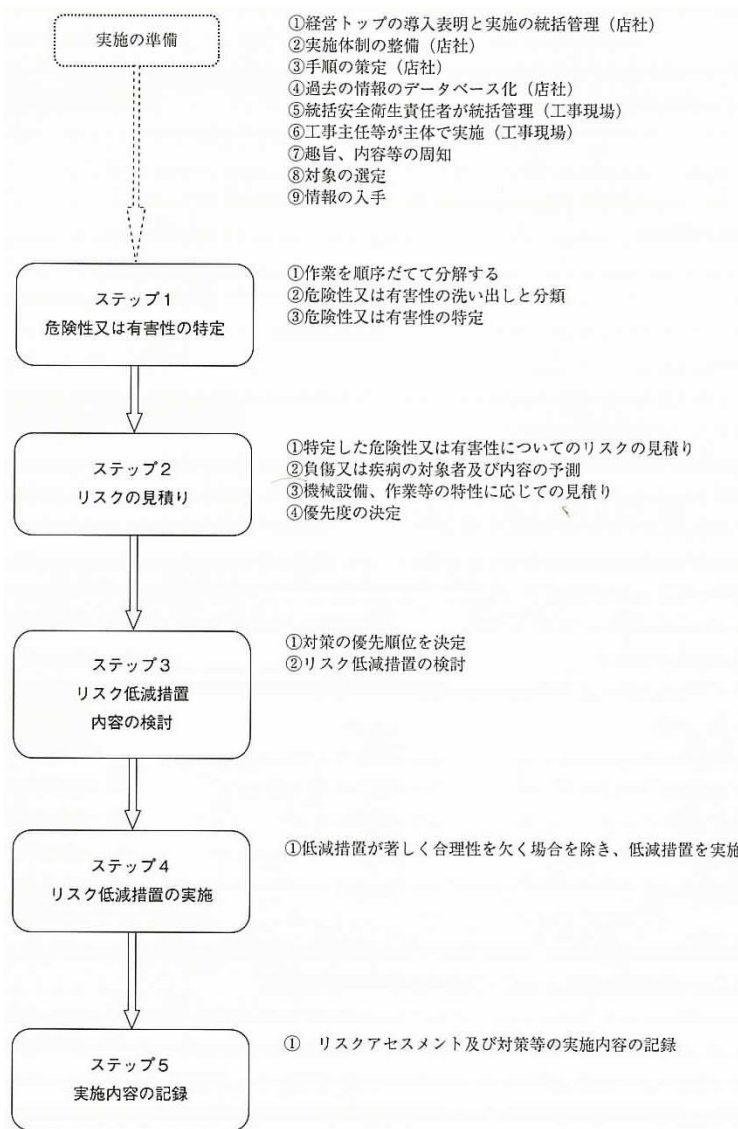 実施の準備
①経営トップの導入表明と実施の統括管理（店社）
②実施体制の整備（店社）
③手順の策定（店社）
④過去の情報のデータベース化（店社）
⑤統括安全衛生責任者が統括管理（工事現場）
⑥工事主任等が主体で実施（工事現場）
⑦趣旨、内容等の周知
⑧対象の選定
⑨情報の入手
ステップ１
危険性又は有害性の特定
①作業を順序だてて分解する
②危険性又は有害性の洗い出しと分類
③危険性又は有害性の特定
ステップ２
リスクの見積り
①特定した危険性又は有害性についてのリスクの見積り
②負傷又は疾病の対象者及び内容の予測
③機械設備、作業等の特性に応じての見積り
④優先度の決定
ステップ３
リスク低減措置
内容の検討
①対策の優先順位を決定
②リスク低減措置の検討
ステップ４
リスク低減措置の実施
①低減措置が著しく合理性を欠く場合を除き、低減措置を実施
ステップ５
実施内容の記録
①　リスクアセスメント及び対策等の実施内容の記録